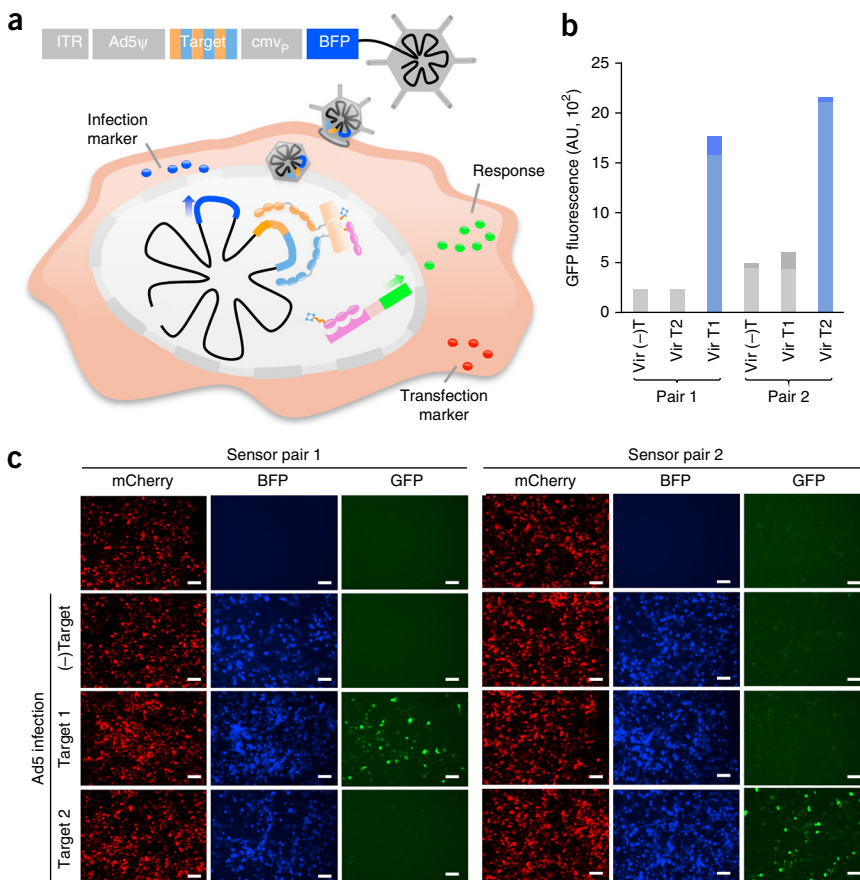 a
ITR Ad5ψ Target cmvP BFP
Infection
marker
Response
Transfection
marker
b
GFP fluorescence (AU, 10²)
25
20
15
10
5
0
Vir (–)T
Vir T2
Vir T1
Vir (–)T
Vir T1
Vir T2
Pair 1 Pair 2
c
Sensor pair 1 Sensor pair 2
mCherry BFP GFP mCherry BFP GFP
Ad5 infection
(–)Target
Target 1
Target 2